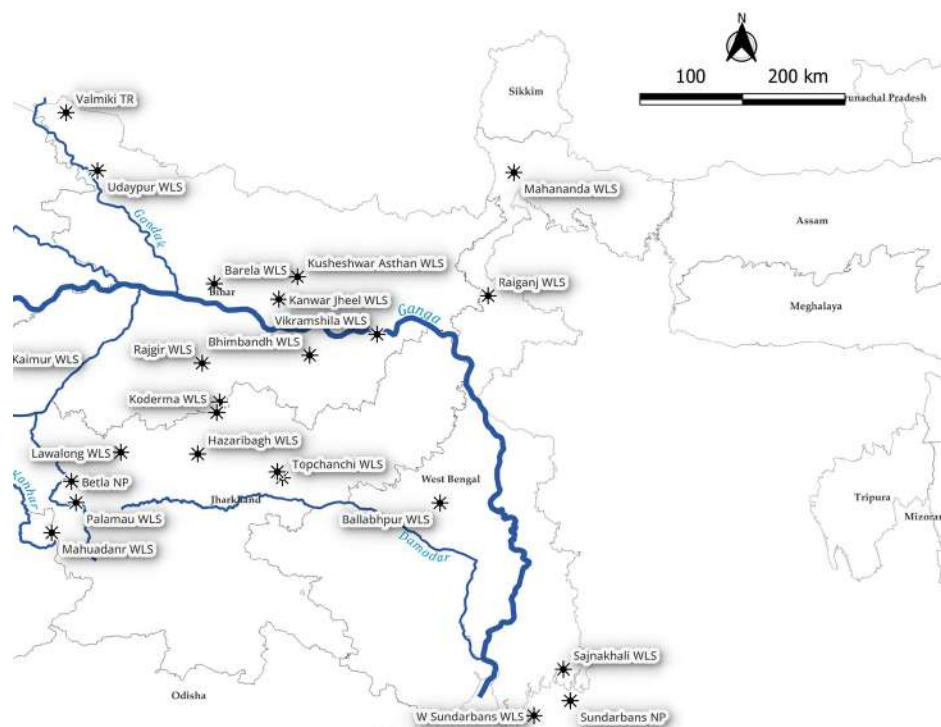 N
100
200 km
Sikkim
unachal Pradesh
Valmiki TR
Udaypur WLS
Mahananda WLS
Gandak
Assam
Barela WLS
Kusheshwar Asthan WLS
Bihar
Kanwar Jheel WLS
Raiganj WLS
Meghalaya
Vikramshila WLS
Ganga
Rajgir WLS
Bhimbandh WLS
Kaimur WLS
Koderma WLS
Lawalong WLS
Hazaribagh WLS
Topchanchi WLS
Kanhar
Betla NP
West Bengal
Jharkhand
Tripura
Palamau WLS
Ballabhpur WLS
Mizoram
Mahuadanr WLS
Damodar
Sajnakhali WLS
Odisha
W Sundarbans WLS
Sundarbans NP